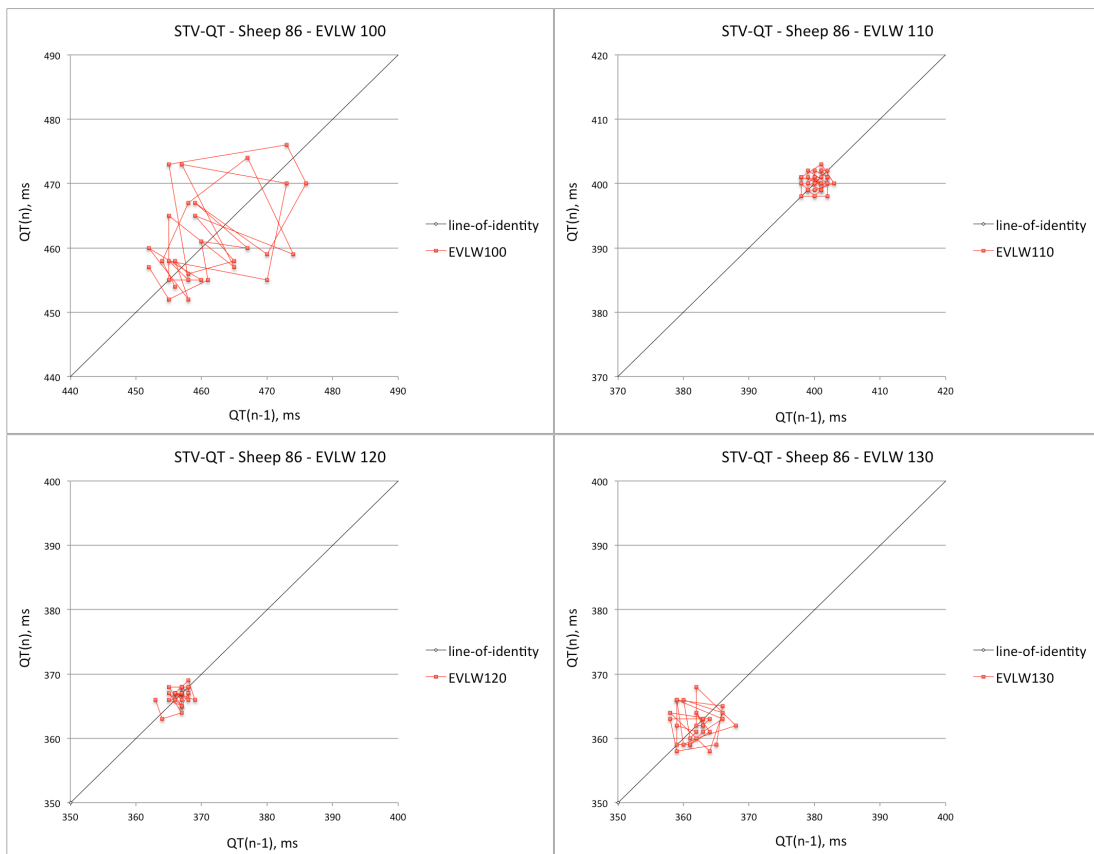 STV-QT - Sheep 86 - EVLW 100
490
480
470
460
450
440
440 450 460 470 480 490
QT(n), ms
QT(n-1), ms
line-of-identity
EVLW100
STV-QT - Sheep 86 - EVLW 110
420
410
400
390
380
370
370 380 390 400 410 420
QT(n), ms
QT(n-1), ms
line-of-identity
EVLW110
STV-QT - Sheep 86 - EVLW 120
400
390
380
370
360
350
350 360 370 380 390 400
QT(n), ms
QT(n-1), ms
line-of-identity
EVLW120
STV-QT - Sheep 86 - EVLW 130
400
390
380
370
360
350
350 360 370 380 390 400
QT(n), ms
QT(n-1), ms
line-of-identity
EVLW130